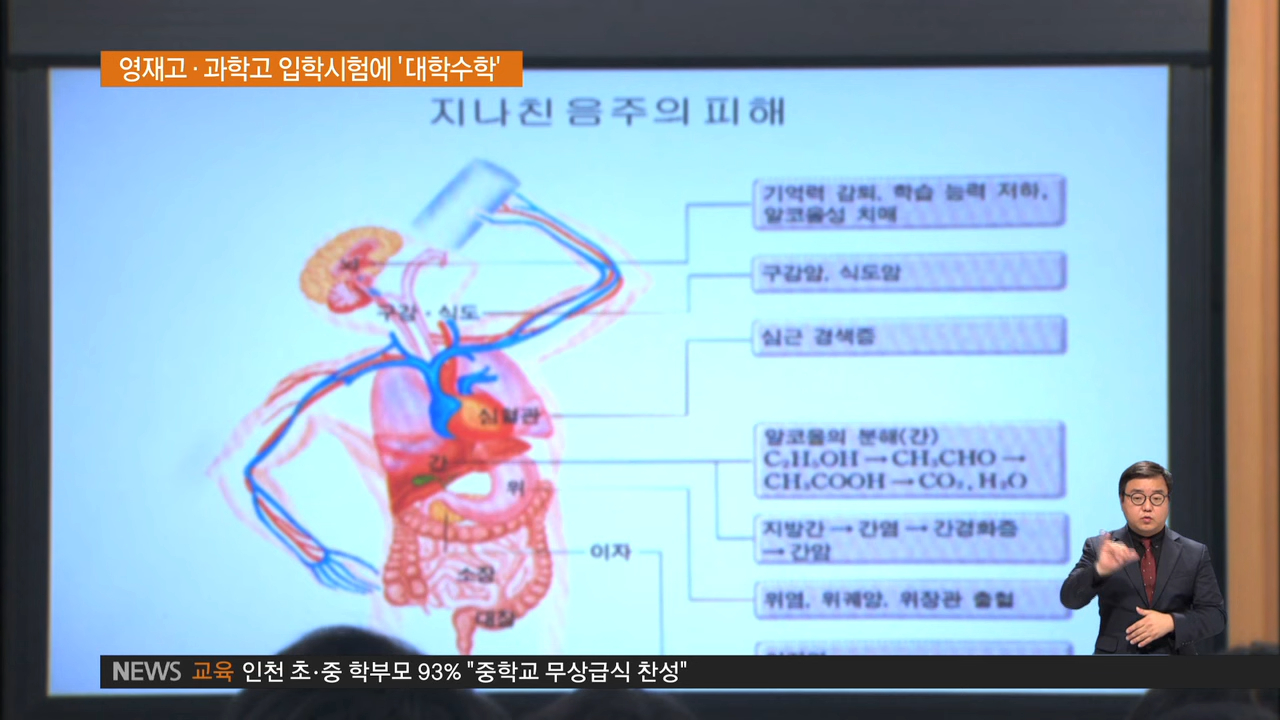 영재고·과학고 입학시험에 '대학수학'
지나친 음주의 피해
기억력 감퇴, 학습 능력 저하,
알코올성 치매
뇌
구강암, 식도암
구강·식도
심근 경색증
심혈관
알코올의 분해(간)
C₂H₅OH → CH₃CHO →
CH₃COOH → CO₂, H₂O
간
위
지방간 → 간염 → 간경화증
→ 간암
이자
소장
위염, 위궤양, 위장관 출혈
대장
NEWS 교육 인천 초·중 학부모 93% "중학교 무상급식 찬성"